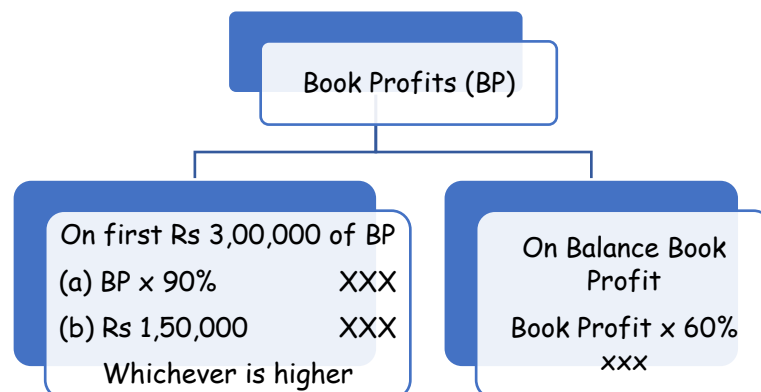 Book Profits (BP)
On first Rs 3,00,000 of BP
(a) BP x 90% XXX
(b) Rs 1,50,000 XXX
Whichever is higher
On Balance Book
Profit
Book Profit x 60%
xxx